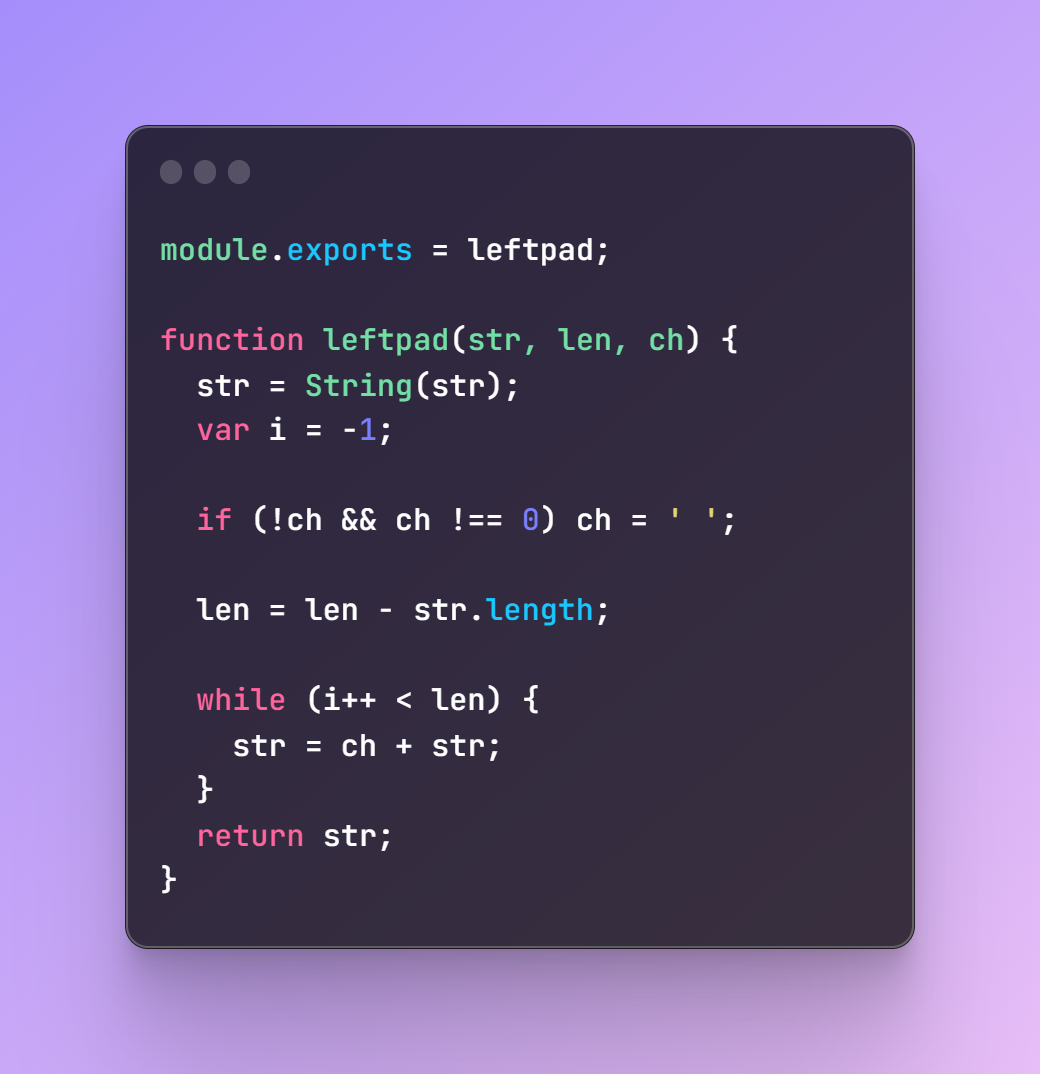 module.exports = leftpad;

function leftpad(str, len, ch) {
  str = String(str);
  var i = -1;

  if (!ch && ch !== 0) ch = ' ';

  len = len - str.length;

  while (i++ < len) {
    str = ch + str;
  }
  return str;
}